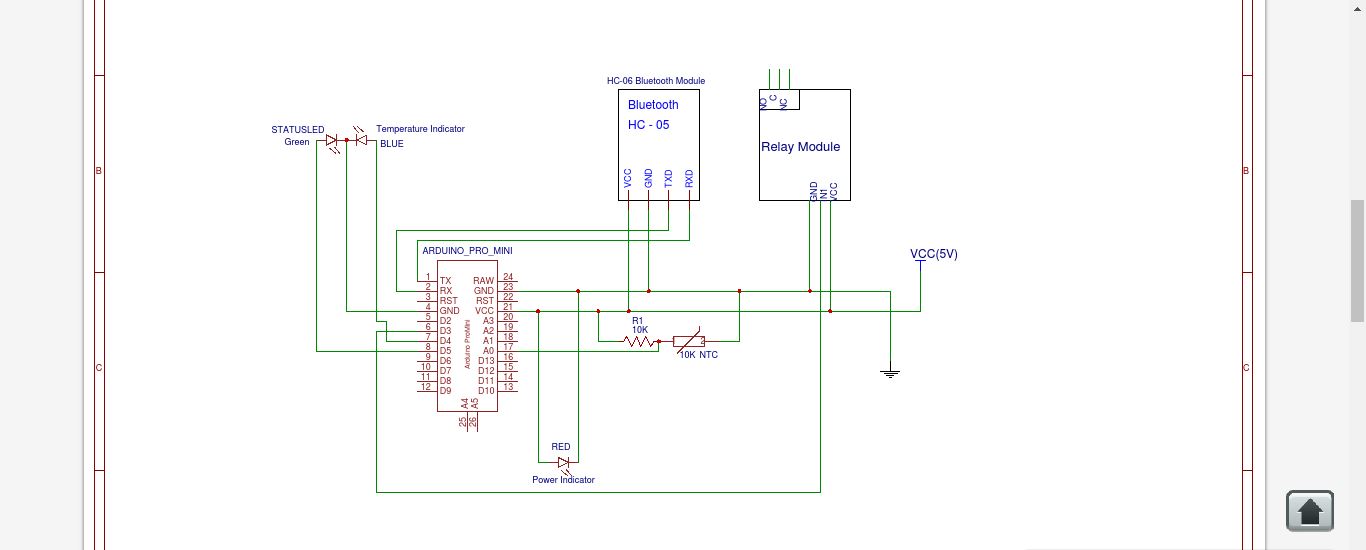 HC-06 Bluetooth Module
Bluetooth
HC - 05
VCC
GND
TXD
RXD
NO
C
NC
Relay Module
GND
IN1
VCC
STATUSLED
Green
Temperature Indicator
BLUE
VCC(5V)
ARDUINO_PRO_MINI
1 TX RAW 24
2 RX GND 23
3 RST RST 22
4 GND VCC 21
5 D2 A3 20
6 D3 A2 19
7 D4 A1 18
8 D5 A0 17
9 D6 D13 16
10 D7 D12 15
11 D8 D11 14
12 D9 D10 13
Arduino ProMini
A4
A5
25
26
R1
10K
10K NTC
RED
Power Indicator
B
B
C
C